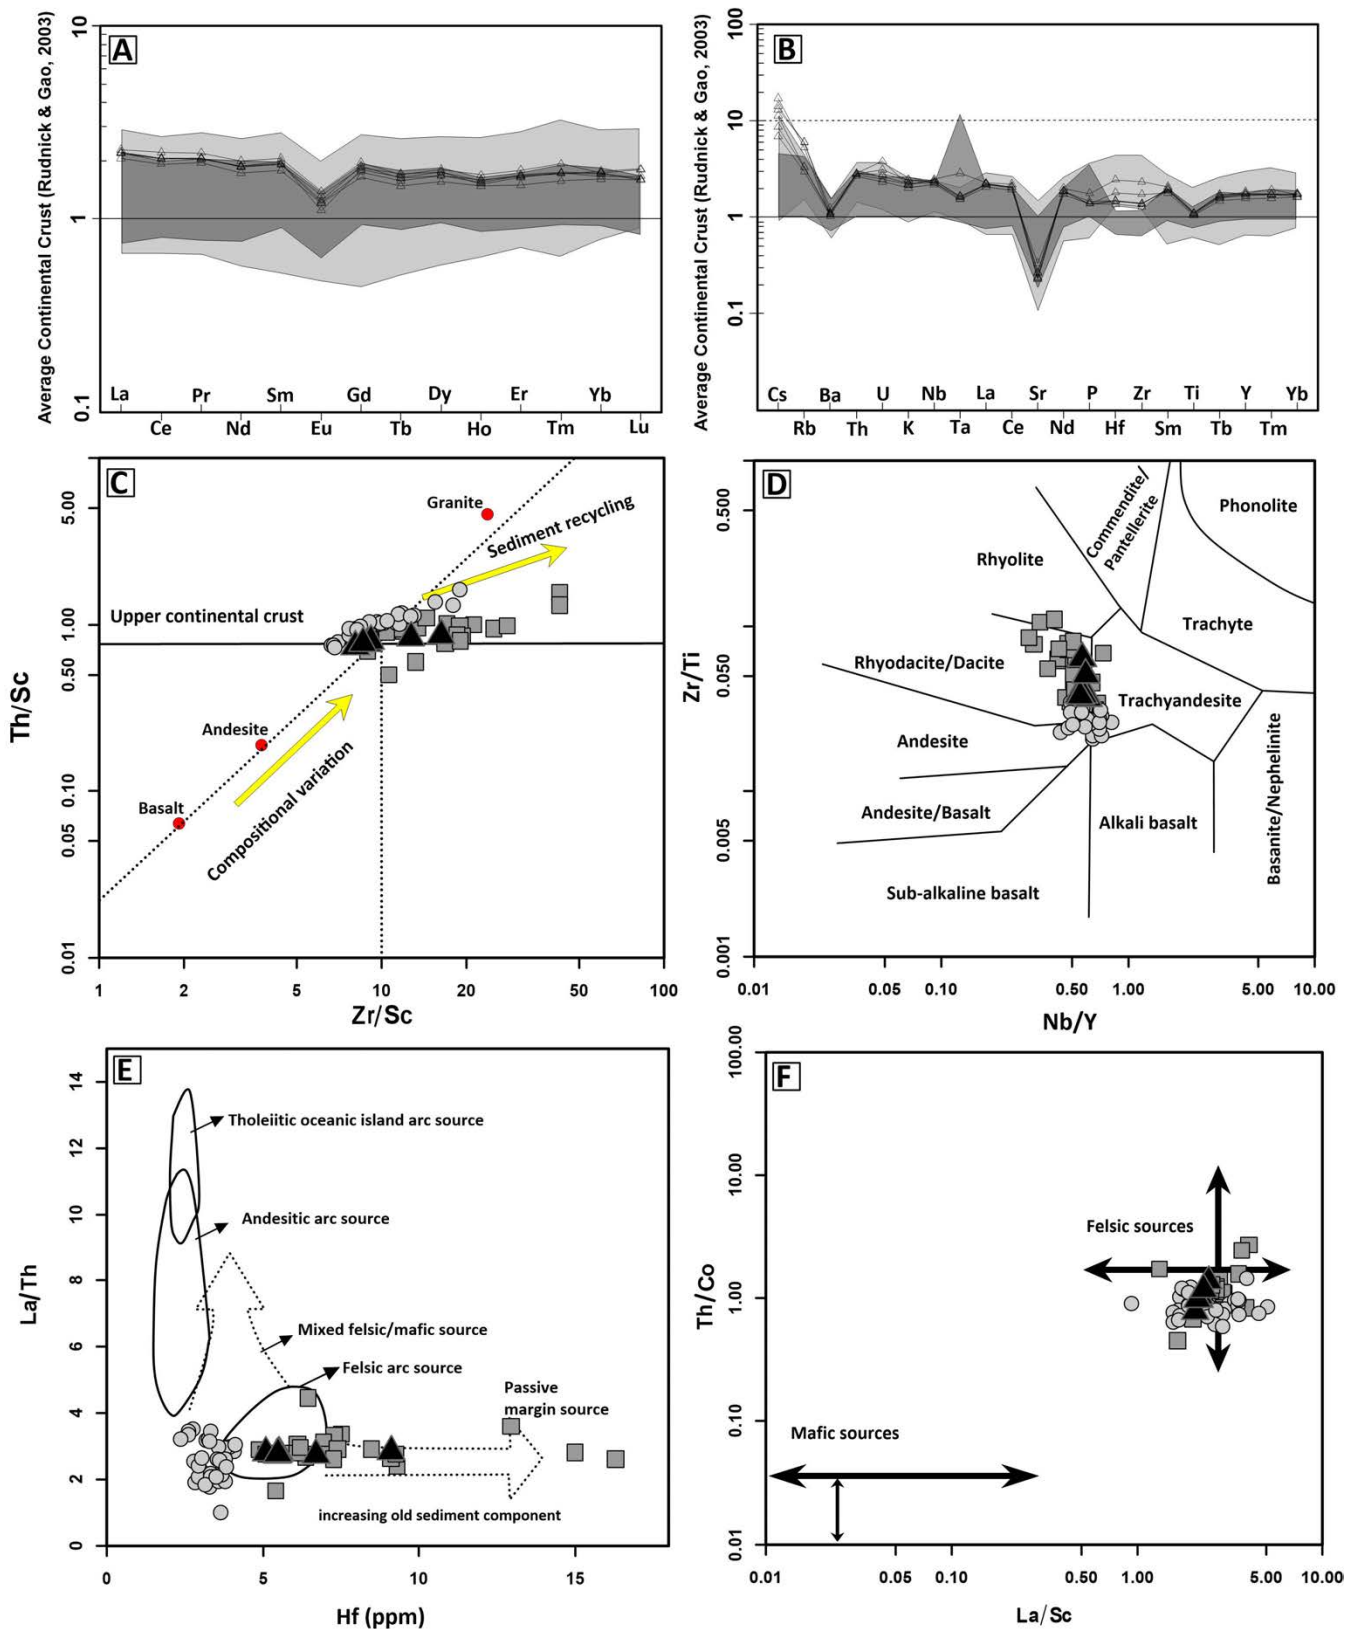 A
Average Continental Crust (Rudnick & Gao, 2003)
10
1
0.1
La
Pr
Sm
Gd
Dy
Er
Yb
Ce
Nd
Eu
Tb
Ho
Tm
Lu
B
Average Continental Crust (Rudnick & Gao, 2003)
100
10
1
0.1
Cs
Ba
U
Nb
La
Sr
P
Zr
Ti
Y
Yb
Rb
Th
K
Ta
Ce
Nd
Hf
Sm
Tb
Tm
C
Th/Sc
5.00
1.00
0.50
0.10
0.05
0.01
Granite
Sediment recycling
Upper continental crust
Andesite
Basalt
Compositional variation
1
2
5
10
20
50
100
Zr/Sc
D
Zr/Ti
0.500
0.050
0.005
0.001
Commendite/
Pantellerite
Phonolite
Rhyolite
Trachyte
Rhyodacite/Dacite
Trachyandesite
Andesite
Andesite/Basalt
Alkali basalt
Basanite/Nephelinite
Sub-alkaline basalt
0.01
0.05
0.10
0.50
1.00
5.00
10.00
Nb/Y
E
La/Th
14
12
10
8
6
4
2
0
Tholeiitic oceanic island arc source
Andesitic arc source
Mixed felsic/mafic source
Felsic arc source
Passive
margin source
increasing old sediment component
0
5
10
15
Hf (ppm)
F
Th/Co
100.00
10.00
1.00
0.10
0.01
Felsic sources
Mafic sources
0.01
0.05
0.10
0.50
1.00
5.00
10.00
La/Sc